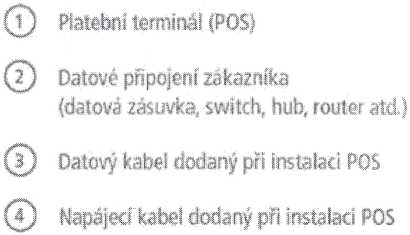 1 Platební terminál (POS)
2 Datové připojení zákazníka
(datová zásuvka, switch, hub, router atd.)
3 Datový kabel dodaný při instalaci POS
4 Napájecí kabel dodaný při instalaci POS